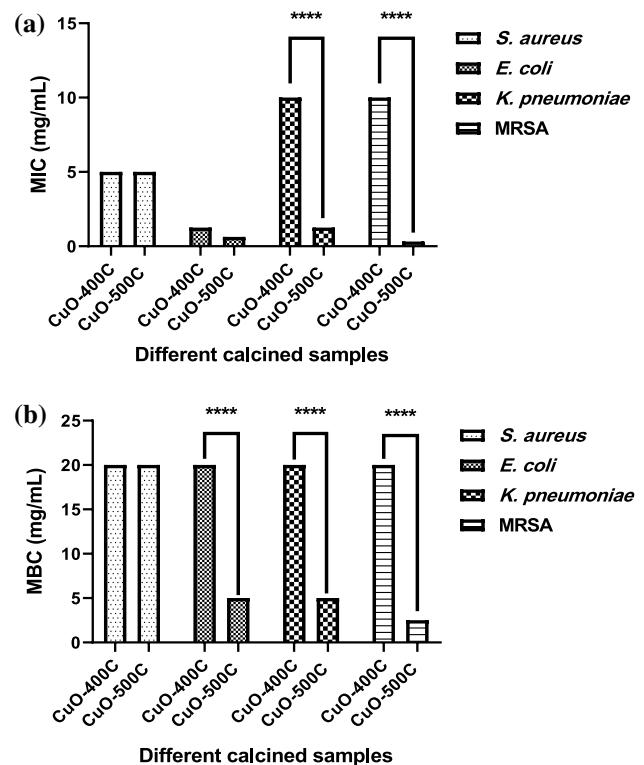 (a)
**** ****
15
10
5
0
MIC (mg/mL)
CuO-400C
CuO-500C
CuO-400C
CuO-500C
CuO-400C
CuO-500C
CuO-400C
CuO-500C
Different calcined samples
S. aureus
E. coli
K. pneumoniae
MRSA
(b)
**** **** ****
25
20
15
10
5
0
MBC (mg/mL)
CuO-400C
CuO-500C
CuO-400C
CuO-500C
CuO-400C
CuO-500C
CuO-400C
CuO-500C
Different calcined samples
S. aureus
E. coli
K. pneumoniae
MRSA